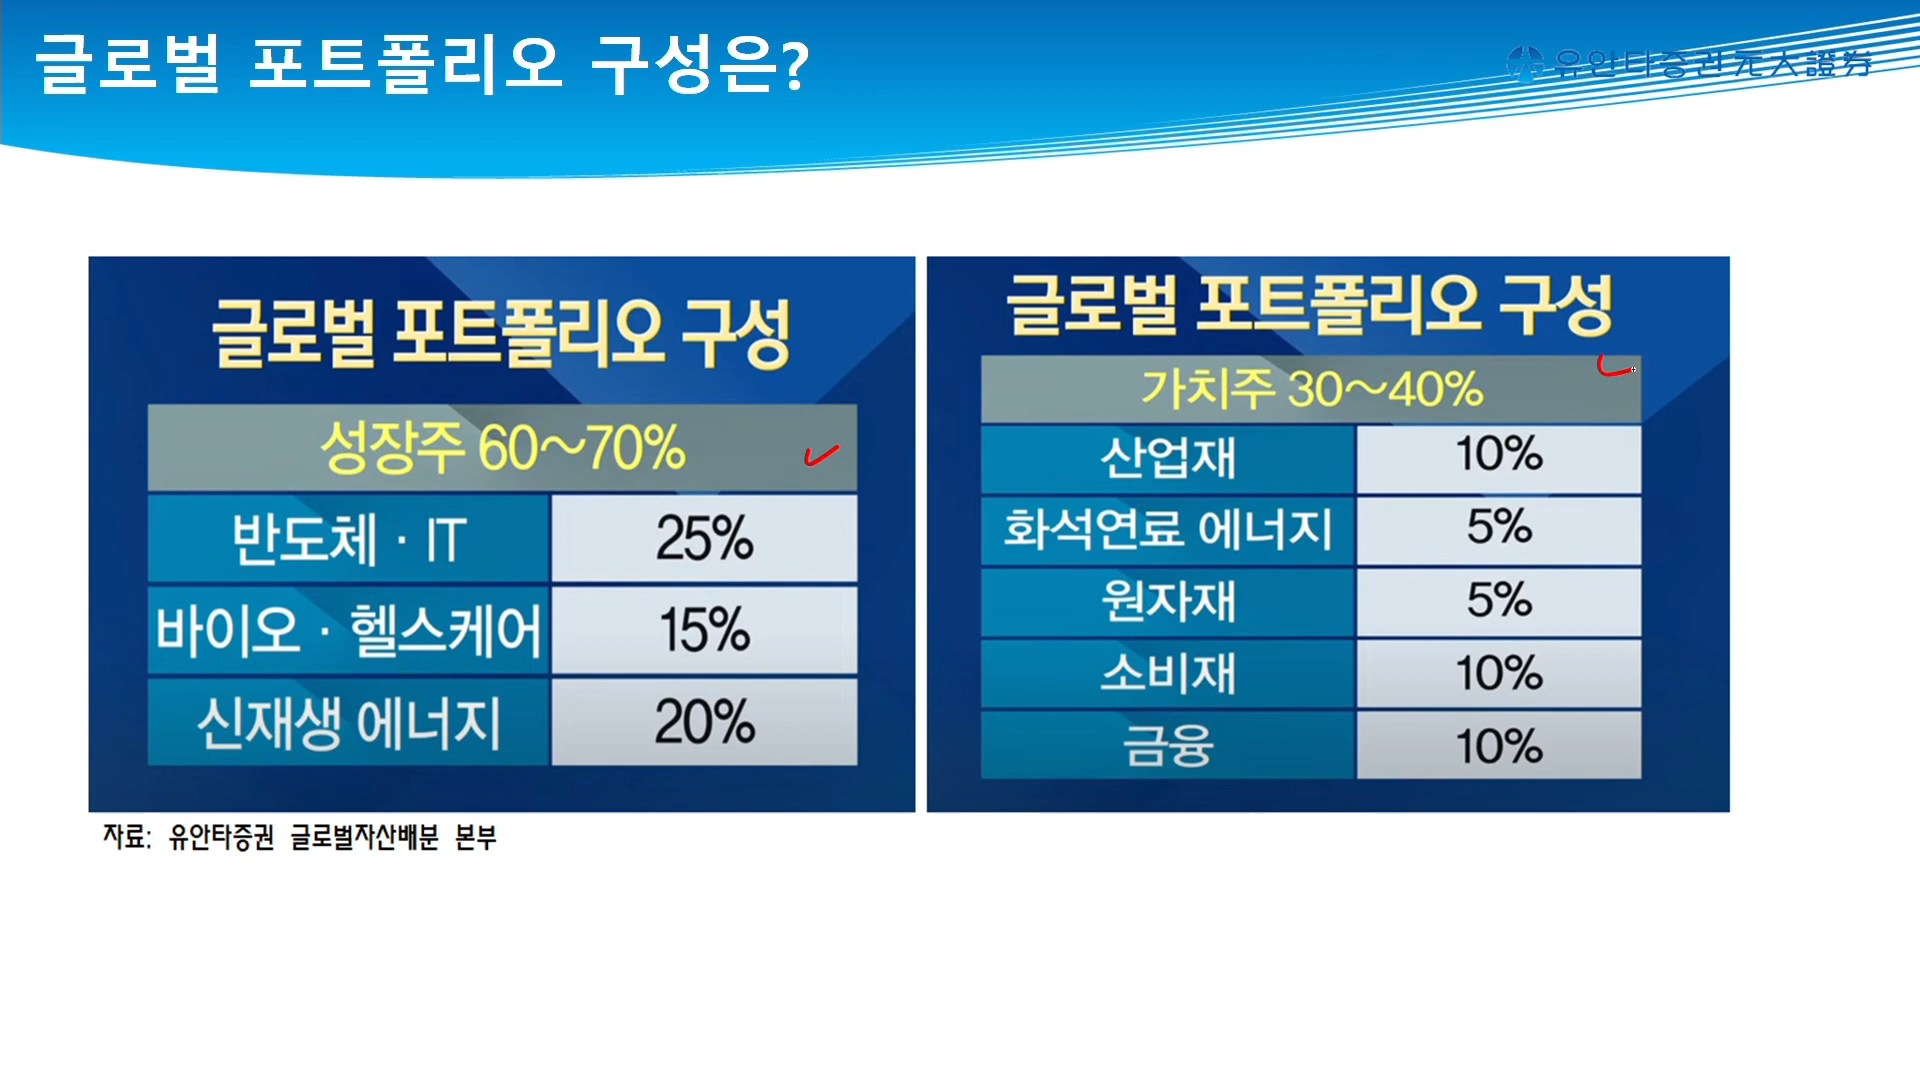 글로벌 포트폴리오 구성은?
유안타증권 元大證券
글로벌 포트폴리오 구성
성장주 60～70%
반도체 · IT 25%
바이오 · 헬스케어 15%
신재생 에너지 20%
글로벌 포트폴리오 구성
가치주 30～40%
산업재 10%
화석연료 에너지 5%
원자재 5%
소비재 10%
금융 10%
자료: 유안타증권 글로벌자산배분 본부